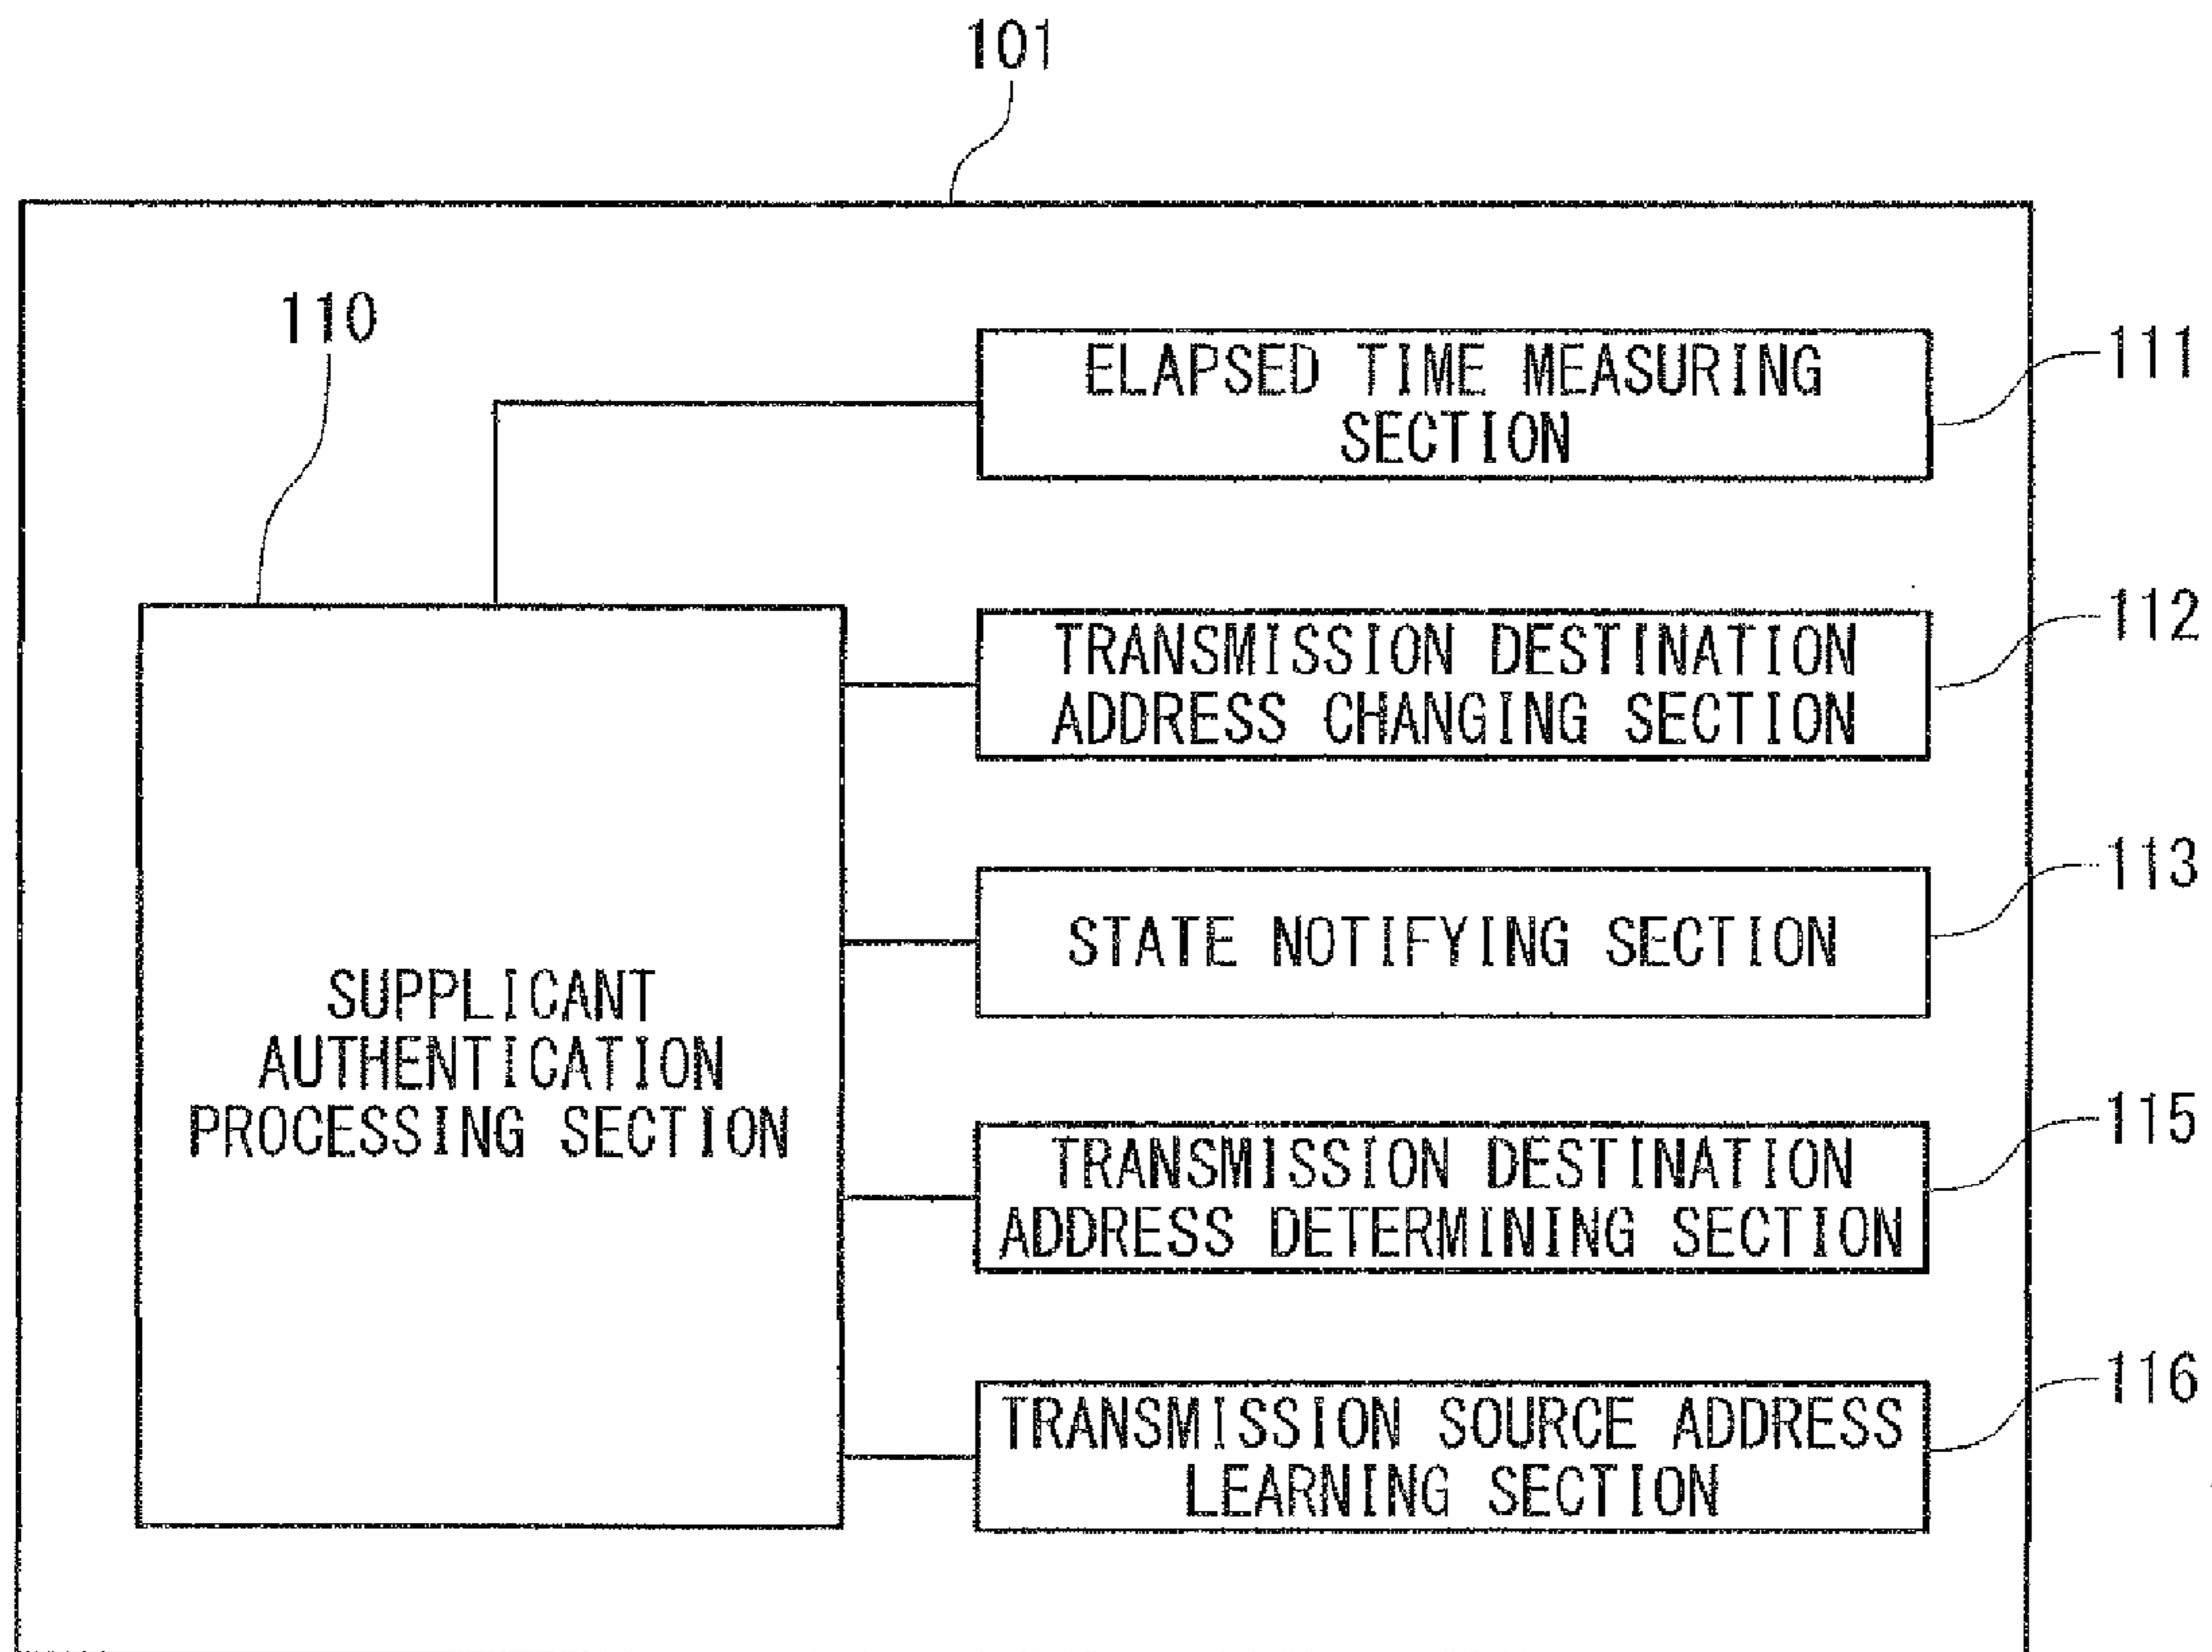 101
110
ELAPSED TIME MEASURING
SECTION
111
TRANSMISSION DESTINATION
ADDRESS CHANGING SECTION
112
STATE NOTIFYING SECTION
113
SUPPLICANT
AUTHENTICATION
PROCESSING SECTION
TRANSMISSION DESTINATION
ADDRESS DETERMINING SECTION
115
TRANSMISSION SOURCE ADDRESS
LEARNING SECTION
116